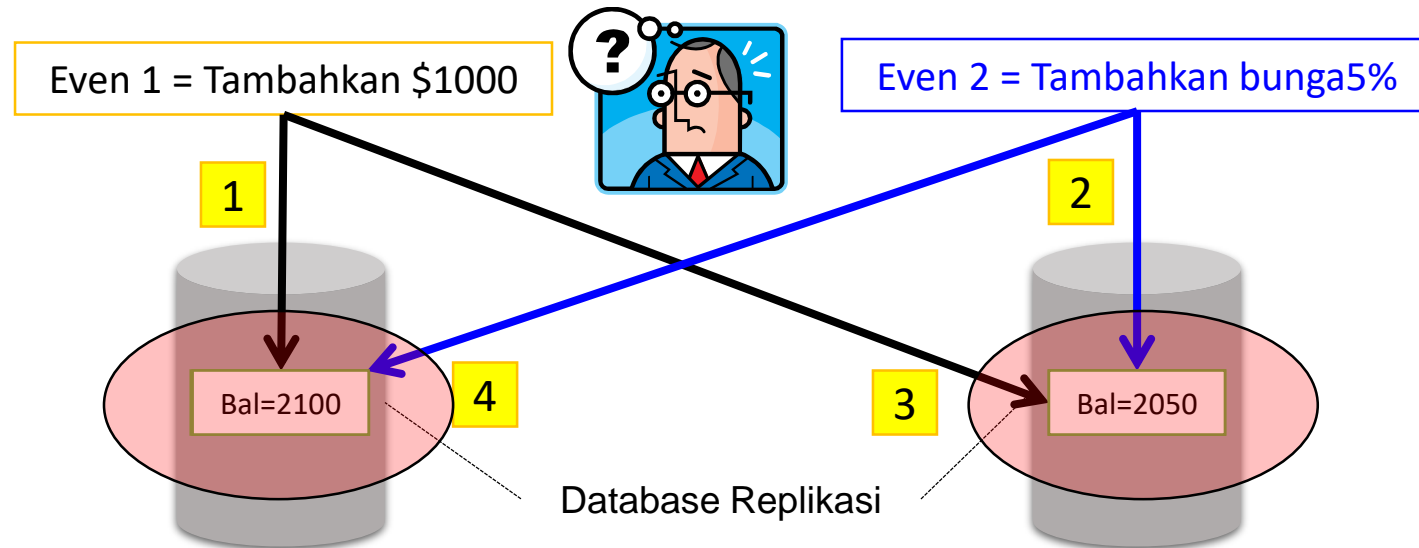 Even 1 = Tambahkan $1000
?
Even 2 = Tambahkan bunga5%
1
2
Bal=2100
4
3
Bal=2050
Database Replikasi